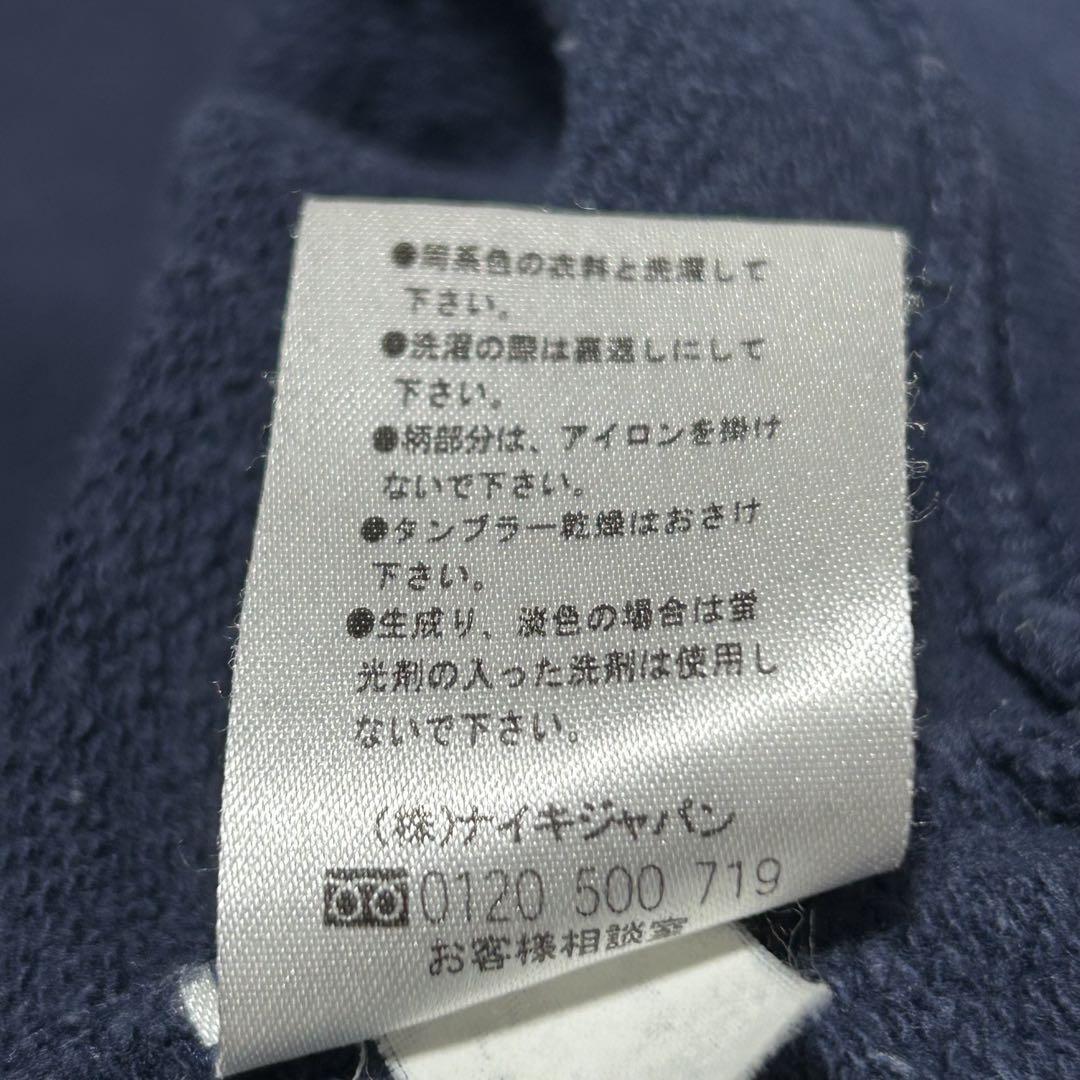 ●同系色の衣料と洗濯して
下さい。
●洗濯の際は裏返しにして
下さい。
●柄部分は、アイロンを掛け
ないで下さい。
●タンブラー乾燥はおさけ
下さい。
●生成り、淡色の場合は蛍
光剤の入った洗剤は使用し
ないで下さい。
(株)ナイキジャパン
0120 500 719
お客様相談室